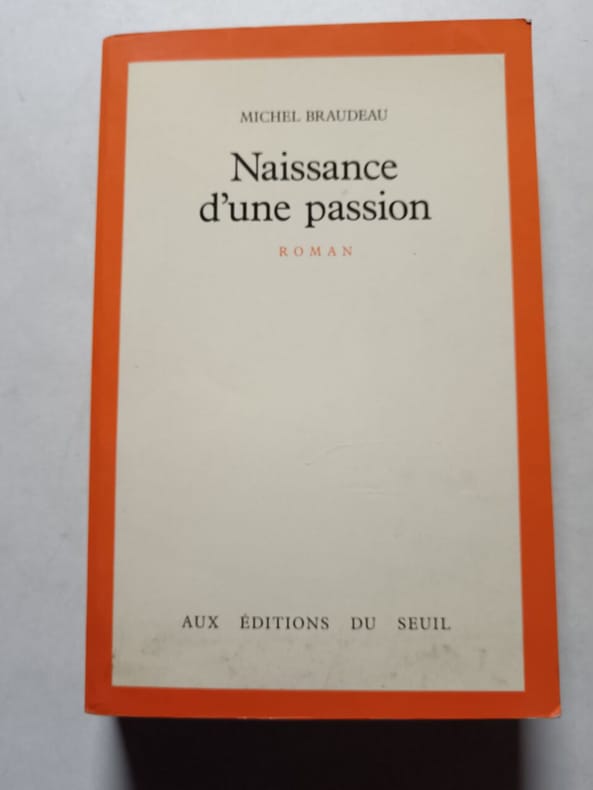 MICHEL BRAUDEAU
Naissance
d'une passion
ROMAN
AUX ÉDITIONS DU SEUIL